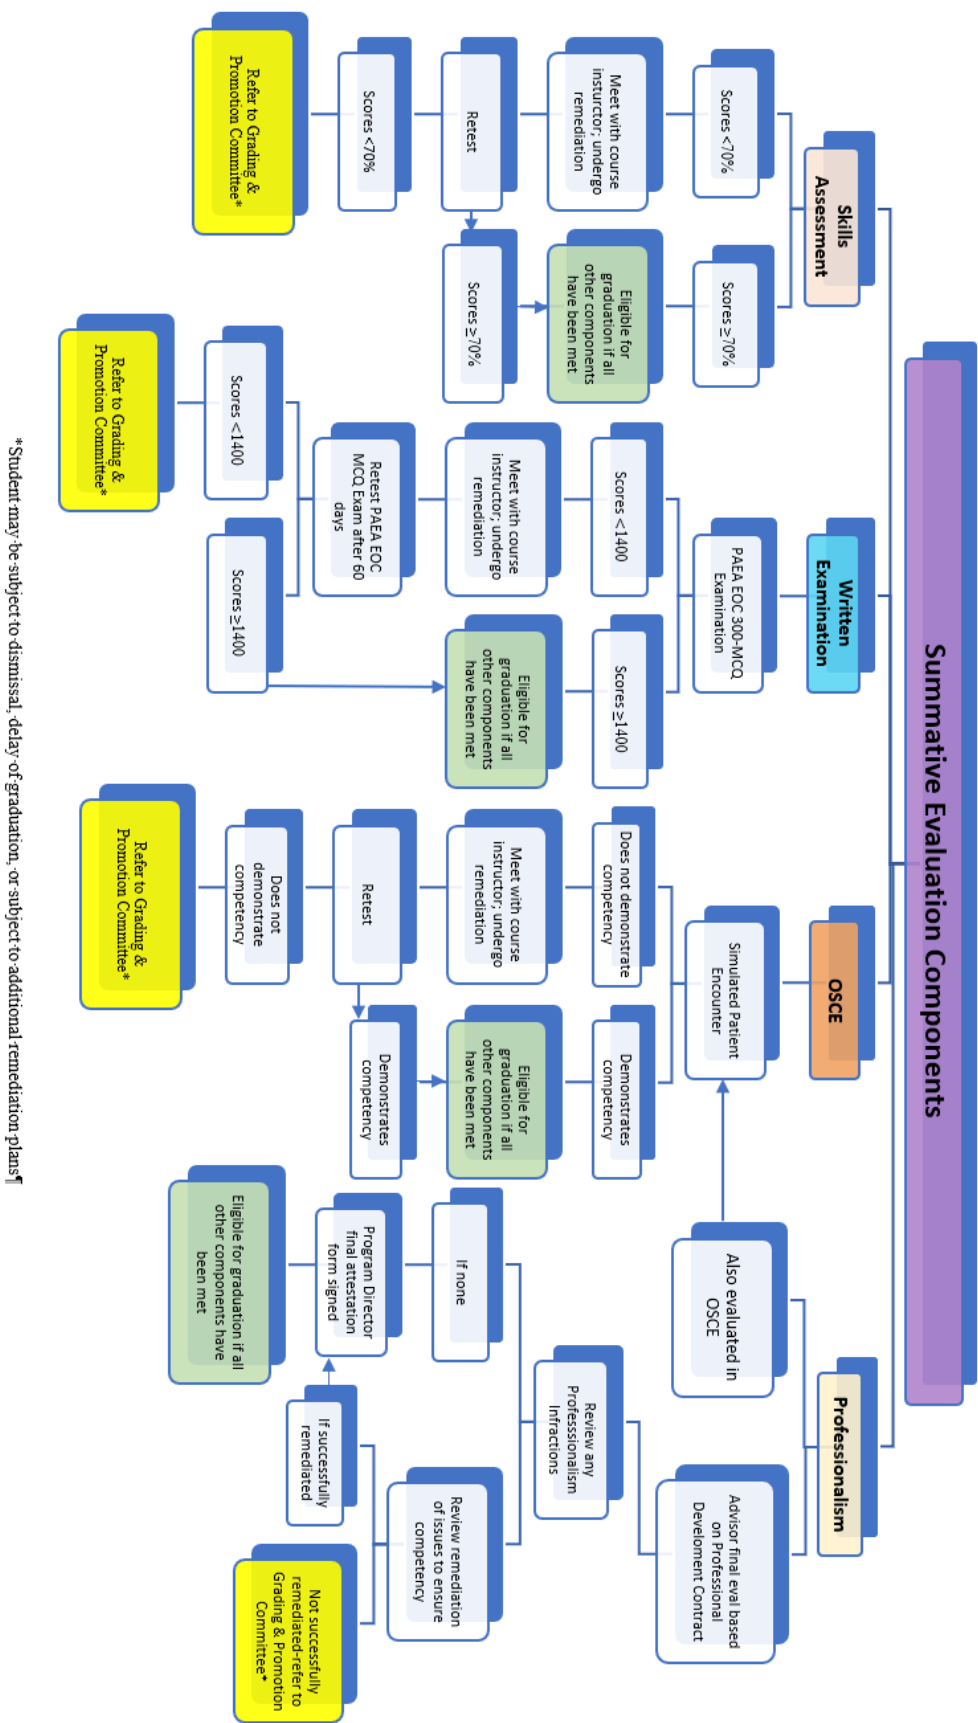 Summative Evaluation Components
Skills
Assessment
Scores <70%
Scores ≥70%
Meet with course
insturctor; undergo
remediation
Eligible for
graduation if all
other components
have been met
Retest
Scores ≥70%
Scores <70%
Refer to Grading &
Promotion Committee*
Written
Examination
PAEA EOC 300-MCQ
Examination
Scores <1400
Scores ≥1400
Meet with course
instructor; undergo
remediation
Eligible for
graduation if all
other components
have been met
Retest PAEA EOC
MCQ Exam after 60
days
Scores <1400
Scores ≥1400
Refer to Grading &
Promotion Committee*
OSCE
Simulated Patient
Encounter
Does not demonstrate
competency
Demonstrates
competency
Meet with course
instructor; undergo
remediation
Eligible for
graduation if all
other components
have been met
Retest
Demonstrates
competency
Does not
demonstrate
competency
Refer to Grading &
Promotion Committee*
Professionalism
Also evaluated in
OSCE
Advisor final eval based
on Professional
Develoment Contract
Review any
Professsionalism
Infractions
If none
Review remediation
of issues to ensure
competency
Program Director
final attestation
form signed
If successfully
remediated
Not successfully
remediated-refer to
Grading & Promotion
Committee*
Eligible for graduation if all
other components have
been met
*Student·may·be·subject·to·dismissal,·delay·of·graduation,·or·subject·to·additional·remediation·plans¶